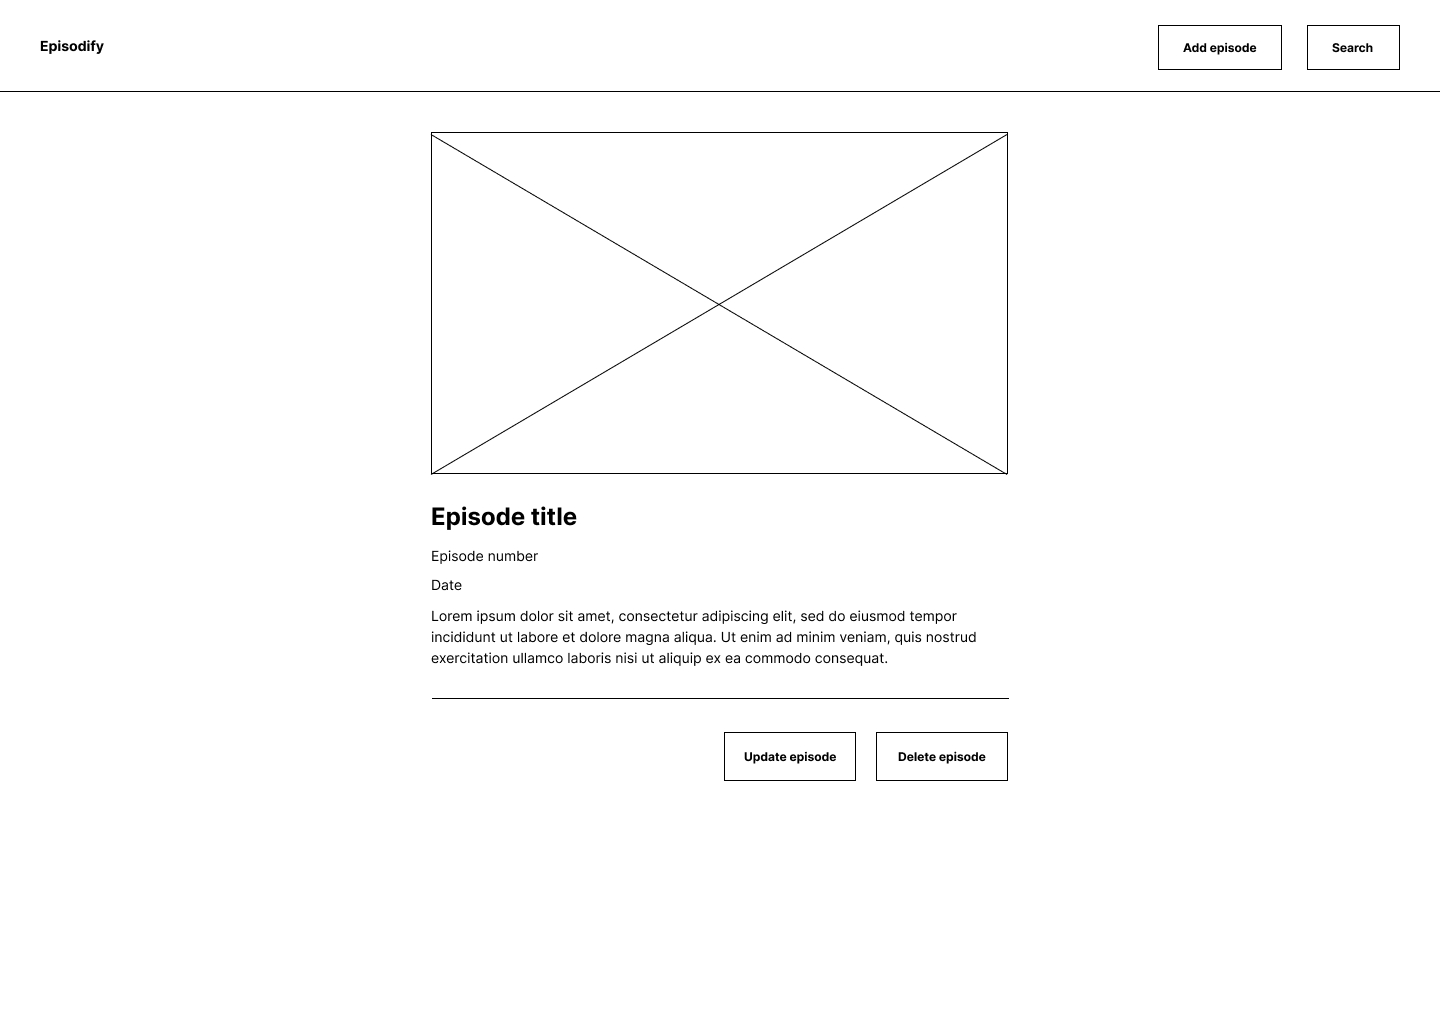 Episodify
Add episode
Search
Episode title
Episode number
Date
Lorem ipsum dolor sit amet, consectetur adipiscing elit, sed do eiusmod tempor
incididunt ut labore et dolore magna aliqua. Ut enim ad minim veniam, quis nostrud
exercitation ullamco laboris nisi ut aliquip ex ea commodo consequat.
Update episode
Delete episode